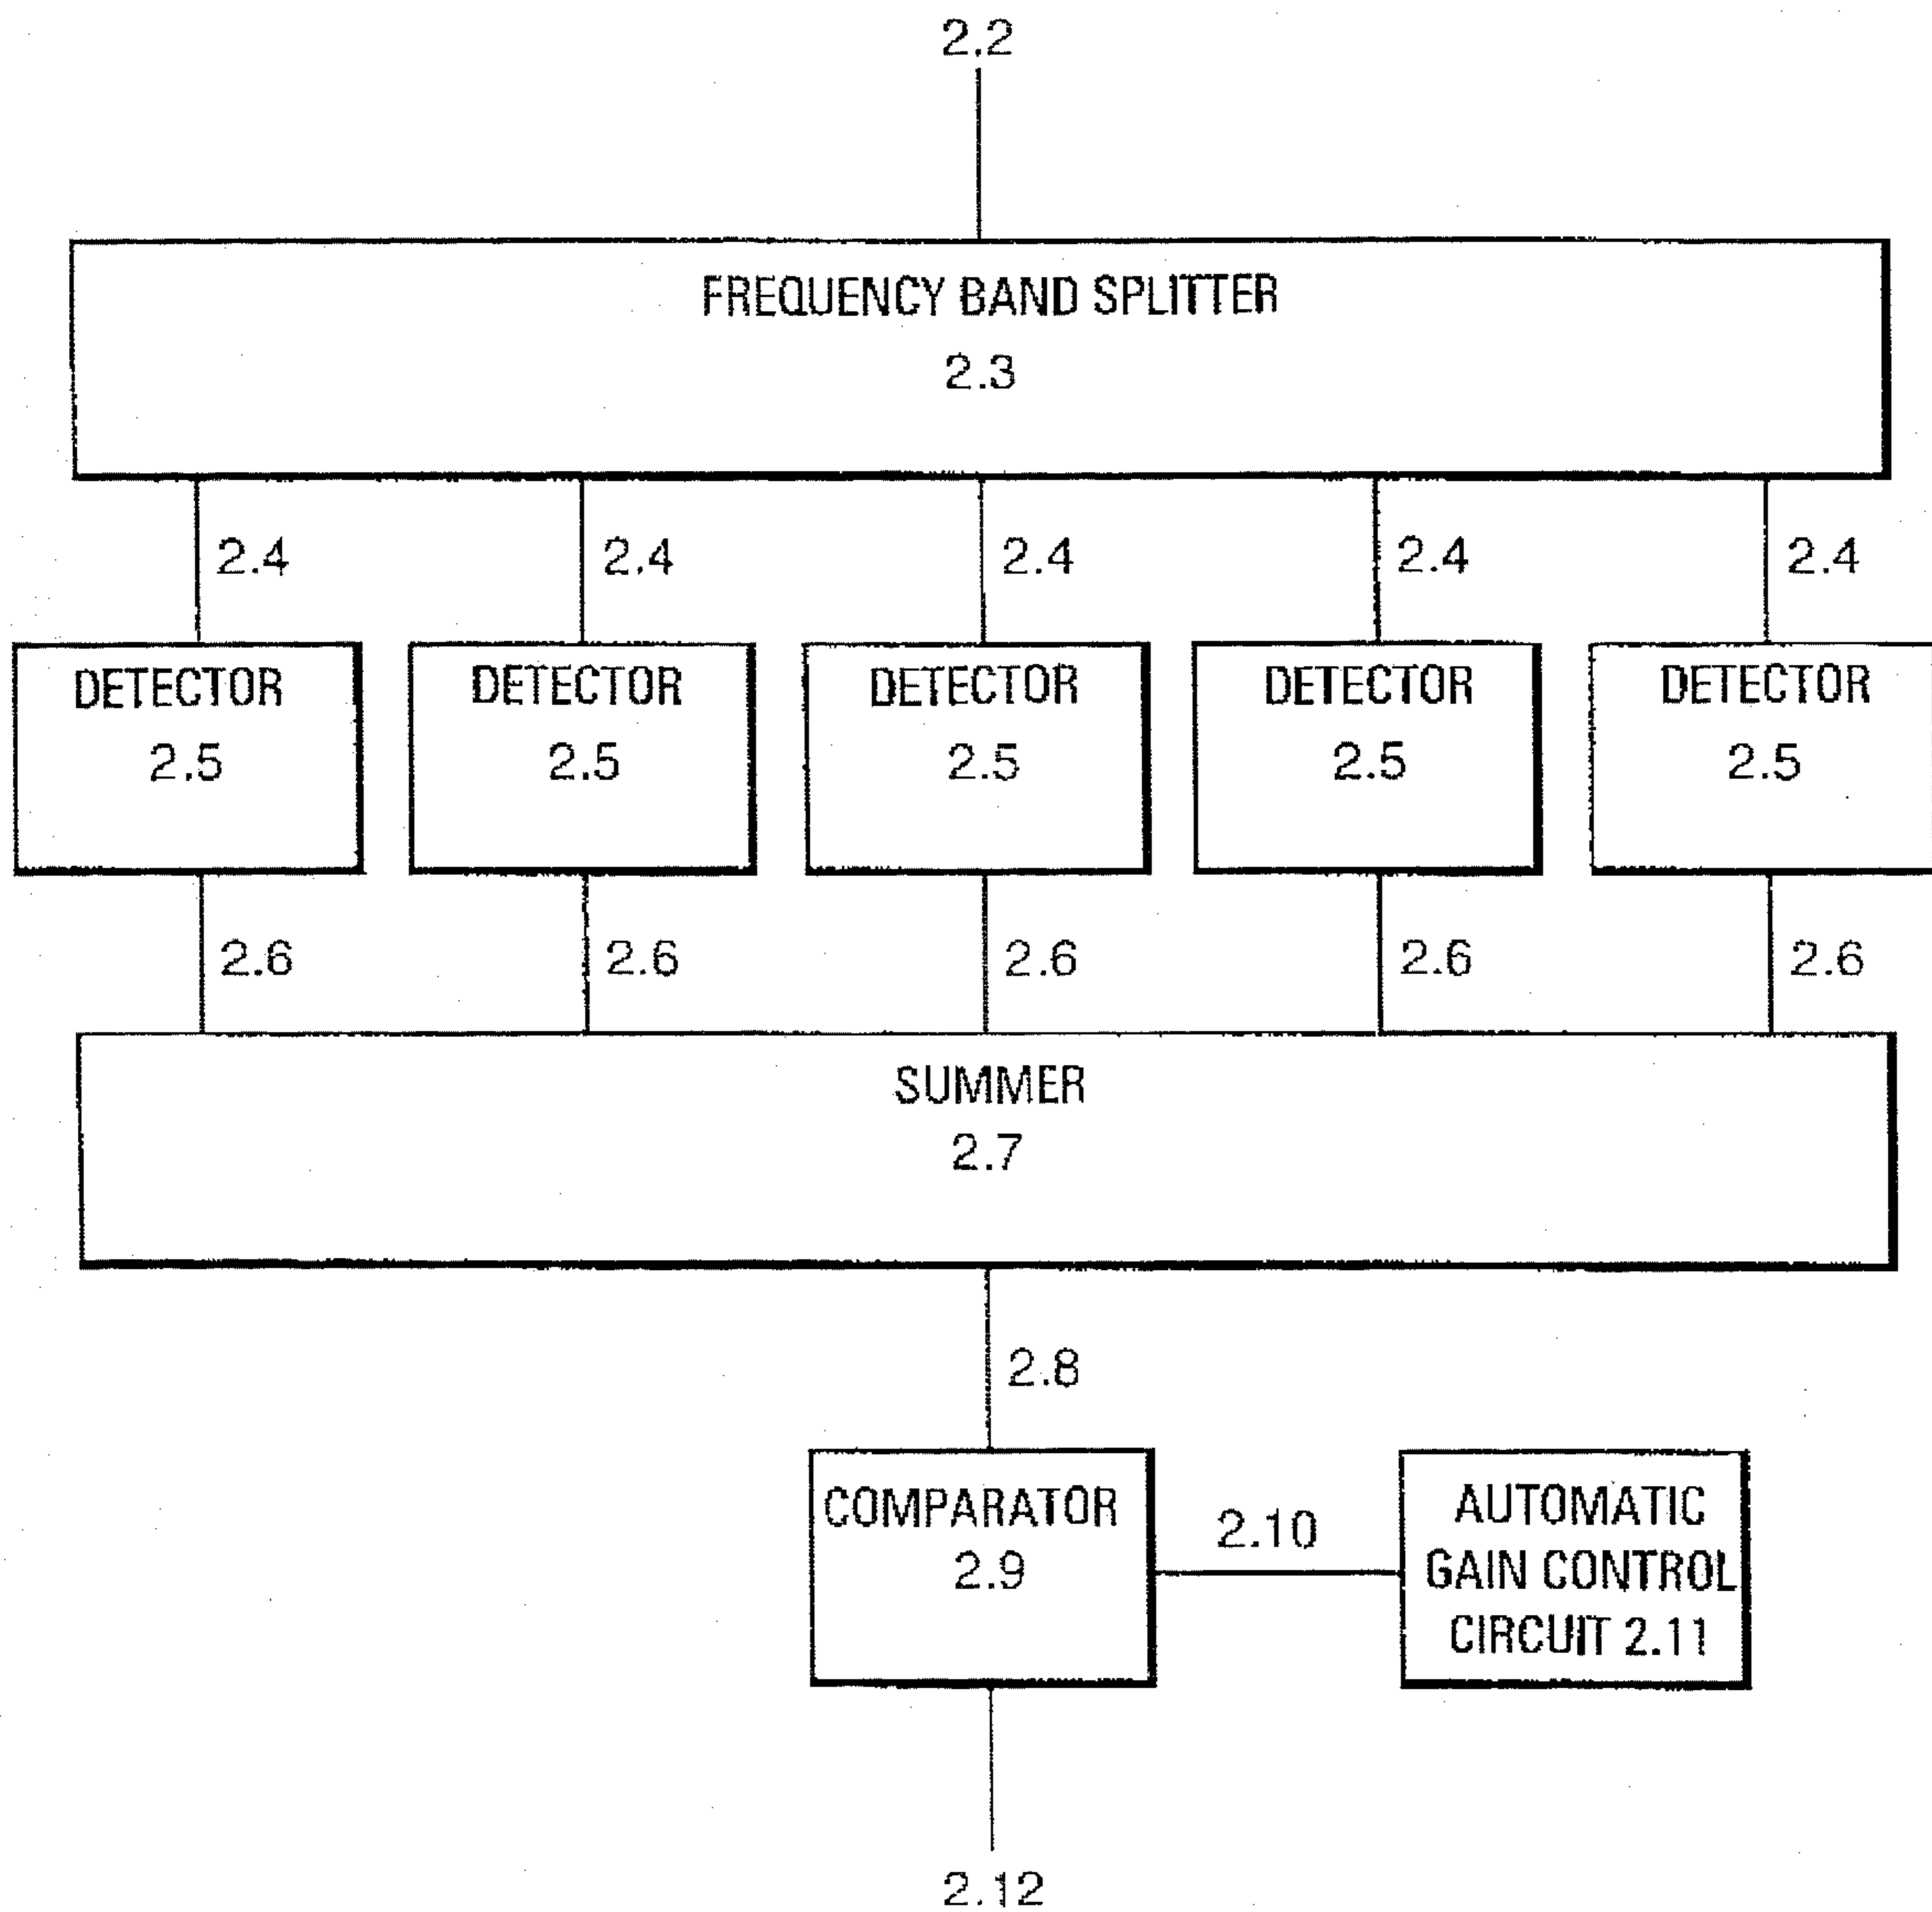 2.2
FREQUENCY BAND SPLITTER
2.3
2.4 2.4 2.4 2.4 2.4
DETECTOR DETECTOR DETECTOR DETECTOR DETECTOR
2.5 2.5 2.5 2.5 2.5
2.6 2.6 2.6 2.6 2.6
SUMMER
2.7
2.8
COMPARATOR
2.9
2.10
AUTOMATIC
GAIN CONTROL
CIRCUIT 2.11
2.12